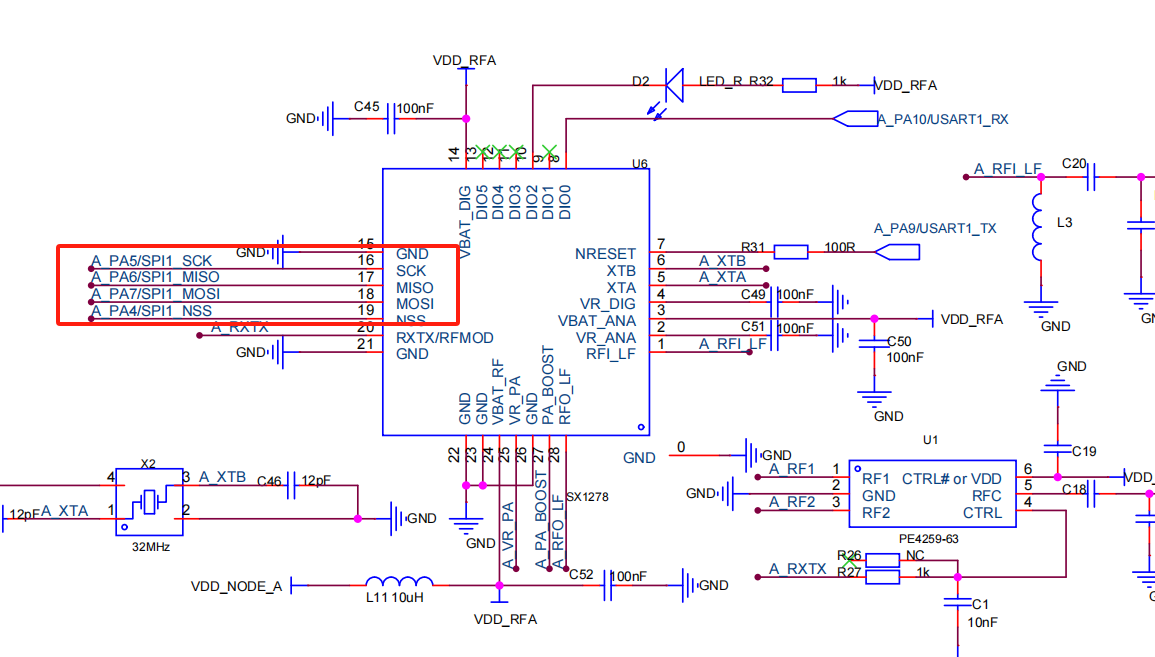 VDD_RFA
C45
100nF
GND
D2
LED_R
R32
1k
VDD_RFA
A_PA10/USART1_RX
14
13
12
11
10
9
8
U6
VBAT_DIG
DIO5
DIO4
DIO3
DIO2
DIO1
DIO0
A_RFI_LF
C20
L3
GND
15
GND
GND
A_PA5/SPI1_SCK
16
SCK
A_PA6/SPI1_MISO
17
MISO
A_PA7/SPI1_MOSI
18
MOSI
A_PA4/SPI1_NSS
19
NSS
A_RXTX
20
RXTX/RFMOD
GND
21
GND
NRESET
7
R31
100R
A_PA9/USART1_TX
XTB
6
A_XTB
XTA
5
A_XTA
VR_DIG
4
C49
100nF
VBAT_ANA
3
VDD_RFA
VR_ANA
2
C51
100nF
RFI_LF
1
A_RFI_LF
C50
100nF
GND
GND
GND
VBAT_RF
VR_PA
GND
PA_BOOST
RFO_LF
22
23
24
25
26
27
28
GND
0
GND
SX1278
GND
A_VR_PA
A_PA_BOOST
A_RFO_LF
X2
4
3
A_XTB
C46
12pF
12pF
A_XTA
1
2
GND
32MHz
VDD_NODE_A
L11 10uH
VDD_RFA
C52
100nF
GND
GND
C19
U1
A_RF1
1
RF1
CTRL# or VDD
6
VDD_
GND
2
GND
RFC
5
C18
A_RF2
3
RF2
CTRL
4
PE4259-63
R26
NC
A_RXTX
R27
1k
C1
10nF